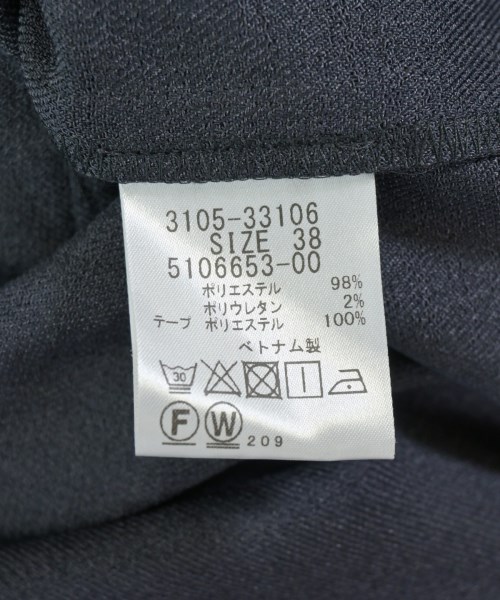 3105-33106
SIZE 38
5106653-00
ポリエステル 98%
ポリウレタン 2%
テープ ポリエステル 100%
ベトナム製
30
F W 209